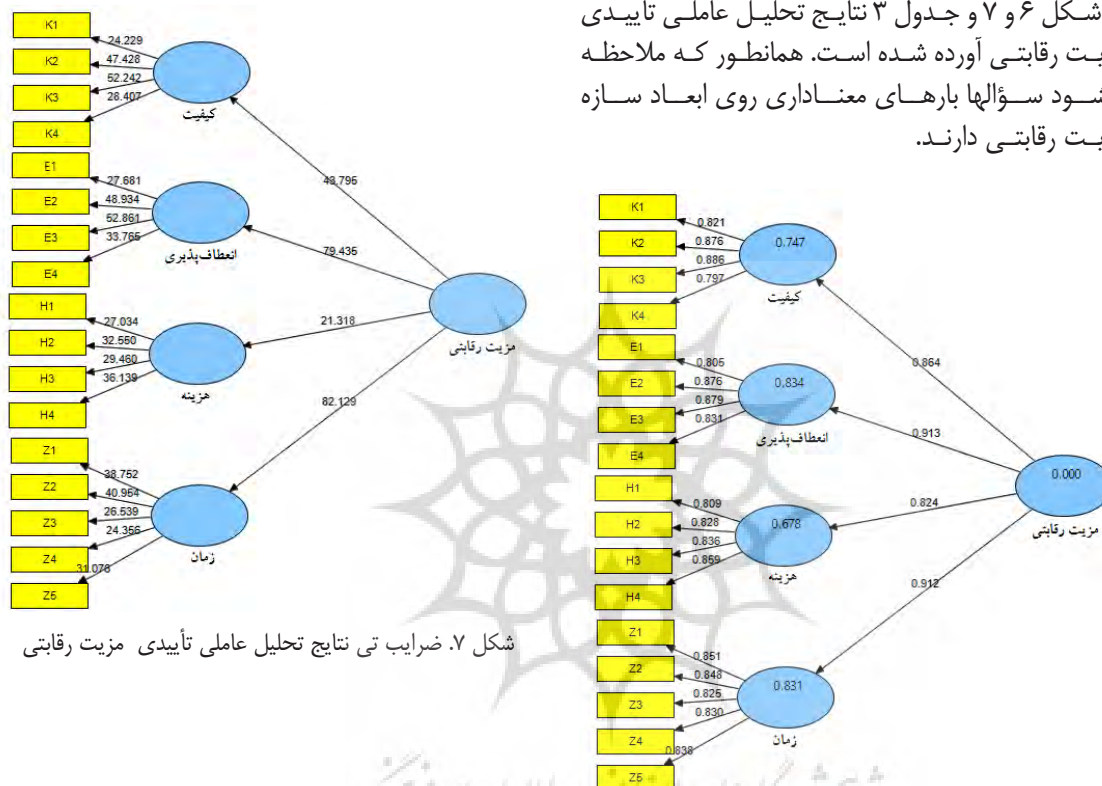 شکل ۶ و ۷ و جدول ۳ نتایج تحلیل عاملی تاییدی
یت رقابتی آورده شده است. همانطور که ملاحظه
شود سؤالها بارهای معناداری روی ابعاد سازه
یت رقابتی دارند.
K1
K2
K3
K4
24.229
47.428
52.242
28.407
کیفیت
E1
E2
E3
E4
27.681
48.934
52.861
33.765
انعطاف‌پذیری
H1
H2
H3
H4
27.034
32.550
29.460
36.139
هزینه
Z1
Z2
Z3
Z4
Z5
38.752
40.954
26.539
24.356
31.076
زمان
43.795
79.435
21.318
82.129
مزیت رقابتی
شکل ۷. ضرایب تی نتایج تحلیل عاملی تأییدی مزیت رقابتی
K1
K2
K3
K4
0.821
0.876
0.886
0.797
0.747
کیفیت
E1
E2
E3
E4
0.805
0.876
0.879
0.831
0.834
انعطاف‌پذیری
H1
H2
H3
H4
0.809
0.828
0.836
0.859
0.678
هزینه
Z1
Z2
Z3
Z4
Z5
0.851
0.848
0.825
0.830
0.838
0.831
زمان
0.864
0.913
0.824
0.912
0.000
مزیت رقابتی